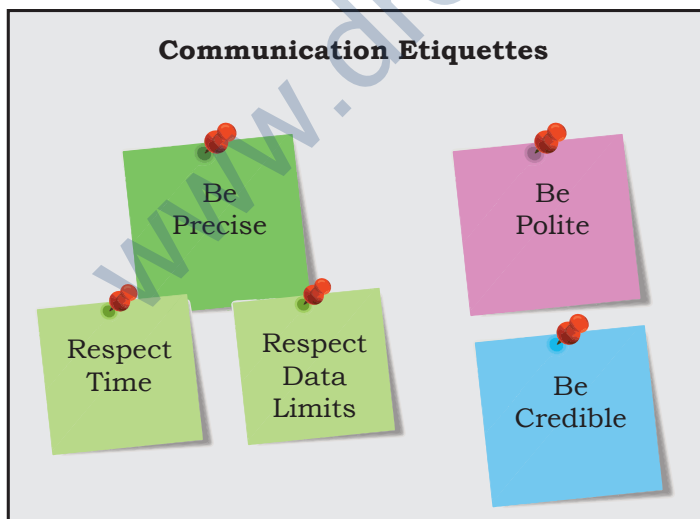 Communication Etiquettes
Be
Precise
Respect
Time
Respect
Data
Limits
Be
Polite
Be
Credible